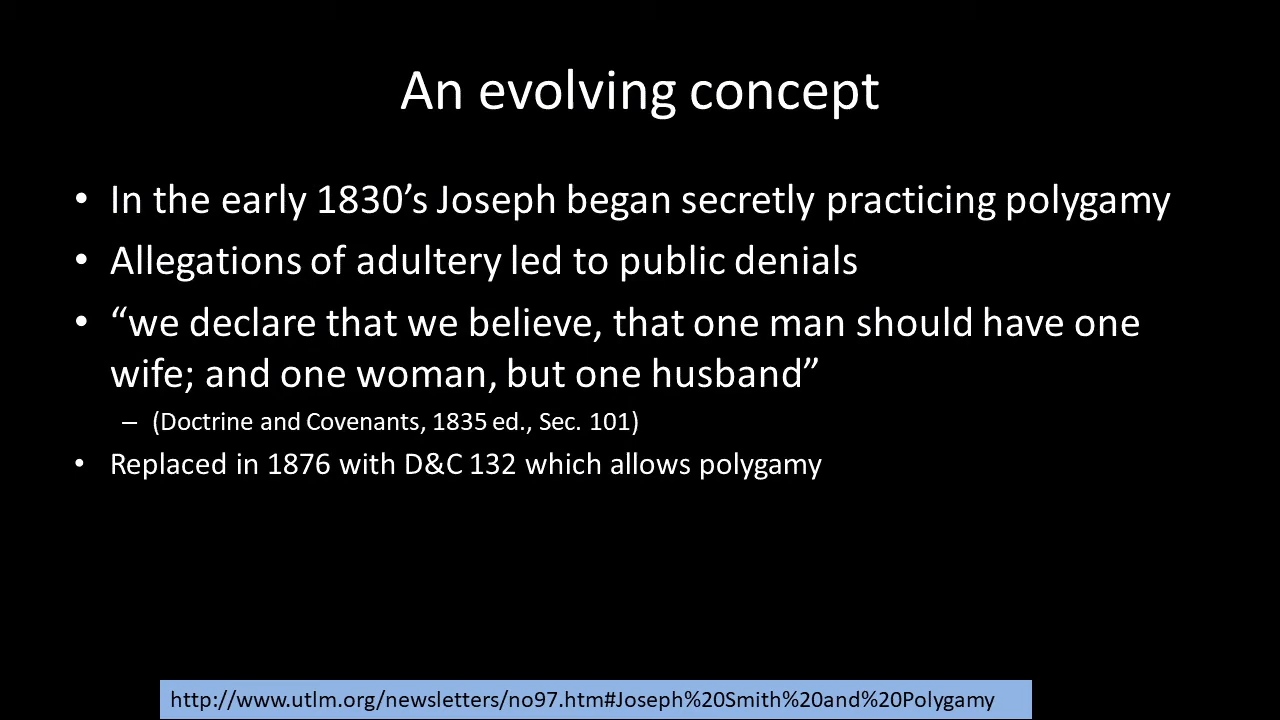 An evolving concept
• In the early 1830’s Joseph began secretly practicing polygamy
• Allegations of adultery led to public denials
• “we declare that we believe, that one man should have one
wife; and one woman, but one husband”
– (Doctrine and Covenants, 1835 ed., Sec. 101)
• Replaced in 1876 with D&C 132 which allows polygamy
http://www.utlm.org/newsletters/no97.htm#Joseph%20Smith%20and%20Polygamy